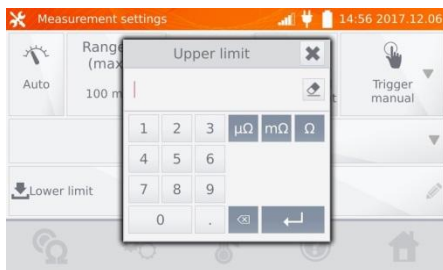 Measurement settings 14:56 2017.12.06
Auto
Range
(max
100 m
Upper limit
1 2 3 μΩ mΩ Ω
4 5 6
7 8 9
0 .
Trigger
manual
t
Lower limit